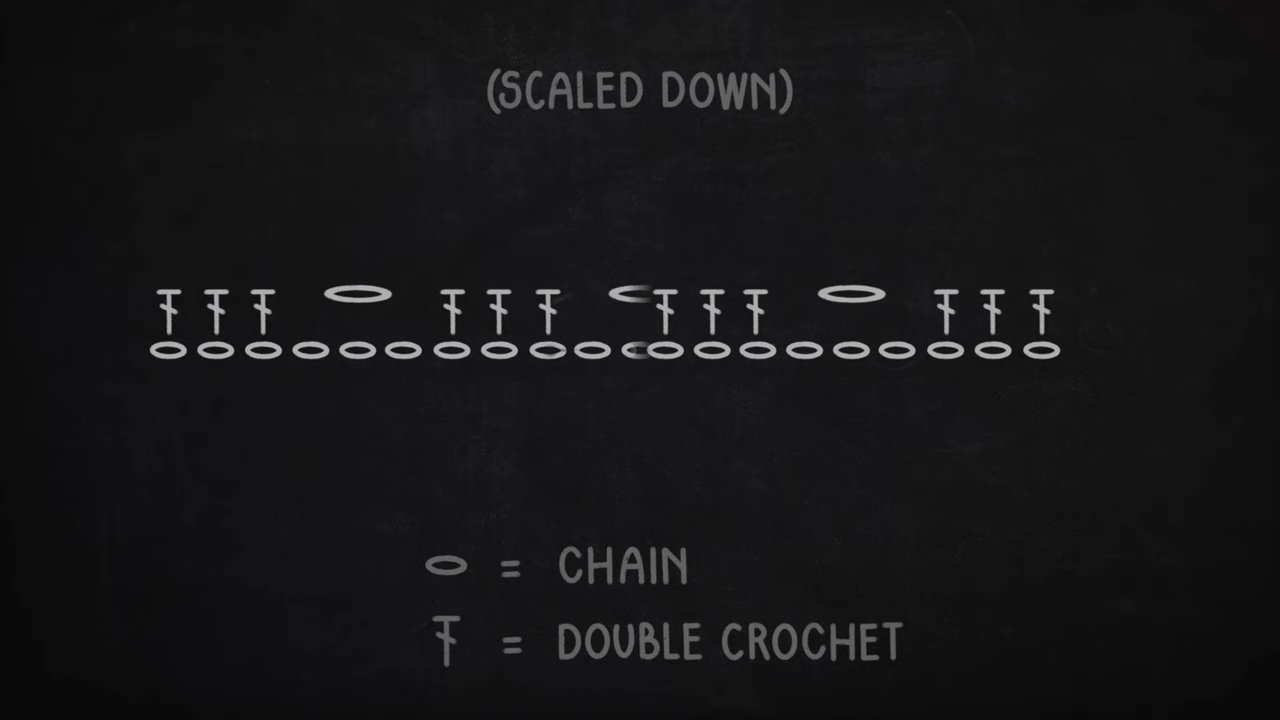 (SCALED DOWN)
= CHAIN
= DOUBLE CROCHET